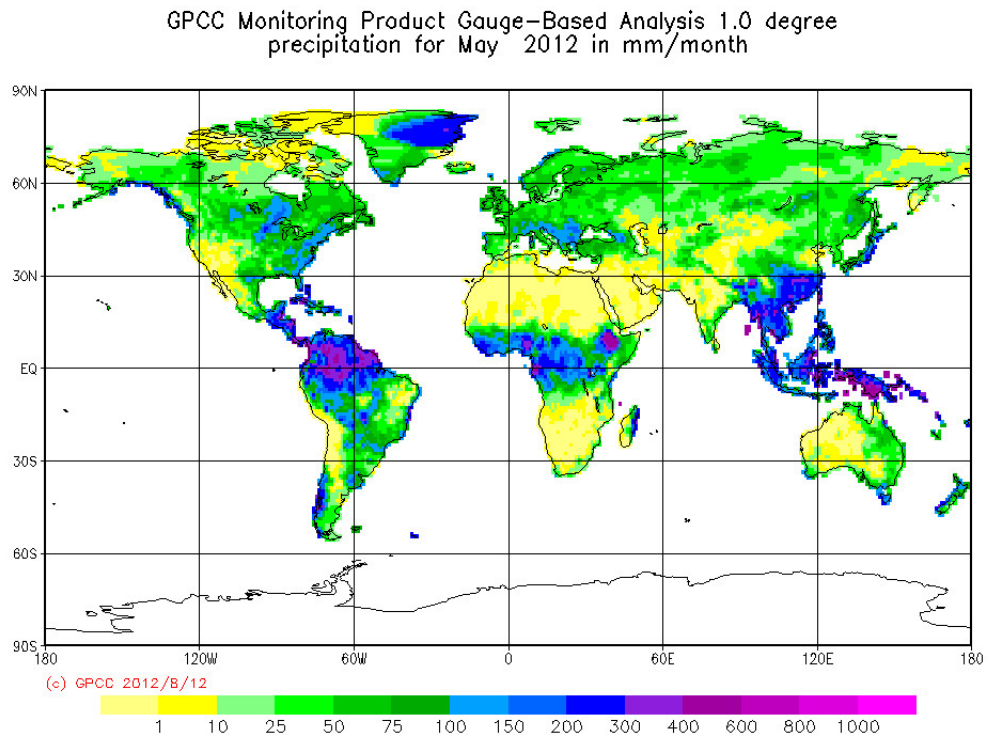 GPCC Monitoring Product Gauge-Based Analysis 1.0 degree
precipitation for May 2012 in mm/month
90N
60N
30N
EQ
30S
60S
90S
180 120W 60W 0 60E 120E 180
(c) GPCC 2012/8/12
1 10 25 50 75 100 150 200 300 400 600 800 1000